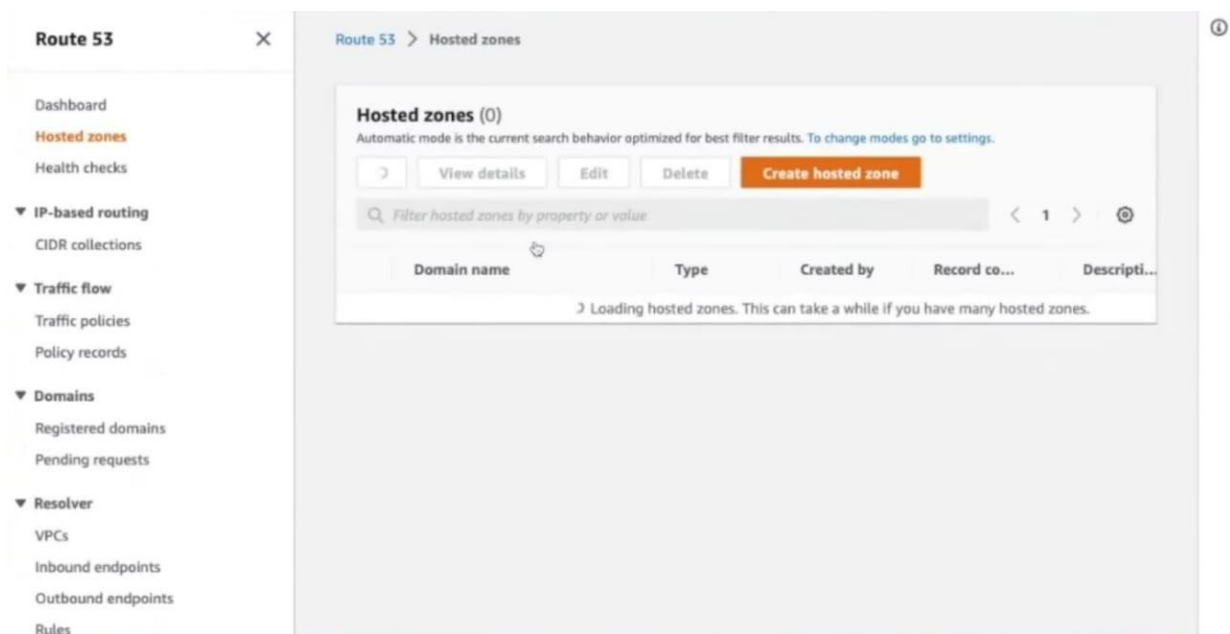 Route 53
Dashboard
Hosted zones
Health checks
IP-based routing
CIDR collections
Traffic flow
Traffic policies
Policy records
Domains
Registered domains
Pending requests
Resolver
VPCs
Inbound endpoints
Outbound endpoints
Rules
Route 53 > Hosted zones
Hosted zones (0)
Automatic mode is the current search behavior optimized for best filter results. To change modes go to settings.
View details Edit Delete Create hosted zone
Filter hosted zones by property or value < 1 >
Domain name Type Created by Record co... Descripti...
Loading hosted zones. This can take a while if you have many hosted zones.